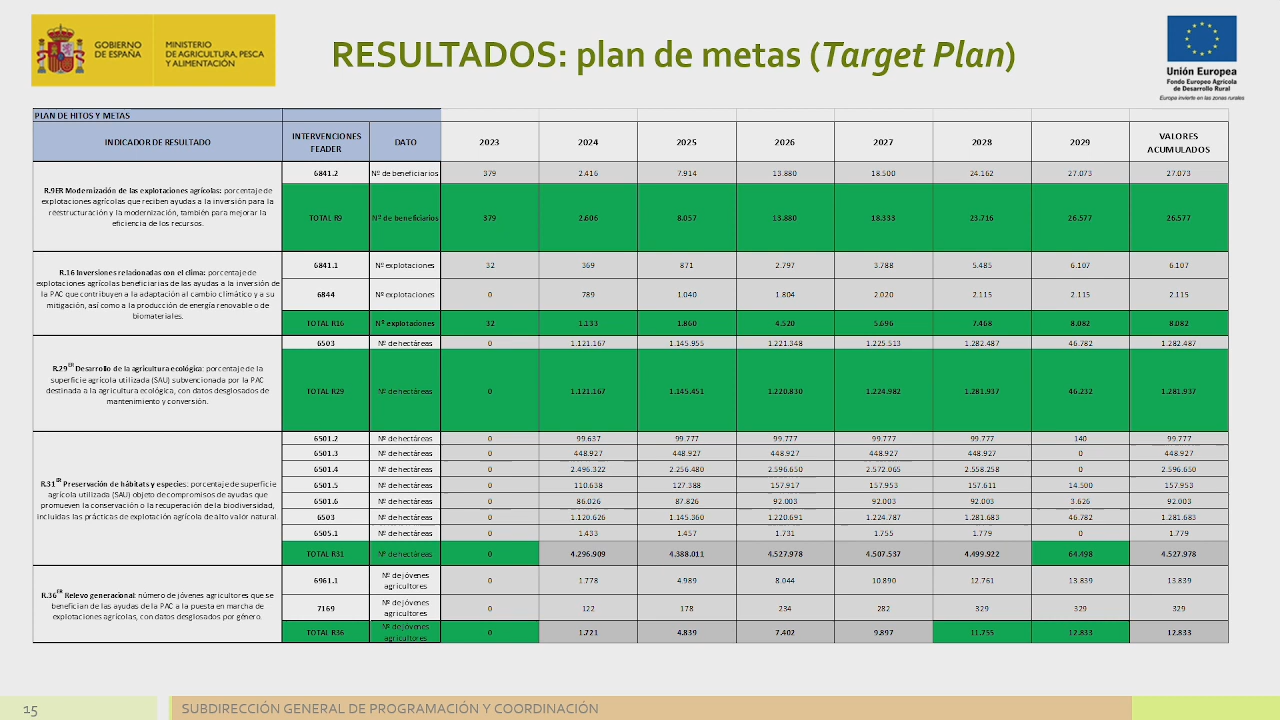 GOBIERNO
DE ESPAÑA
MINISTERIO
DE AGRICULTURA, PESCA
Y ALIMENTACIÓN
RESULTADOS: plan de metas (Target Plan)
Unión Europea
Fondo Europeo Agrícola
de Desarrollo Rural
Europa invierte en las zonas rurales
PLAN DE HITOS Y METAS
INDICADOR DE RESULTADO INTERVENCIONES FEADER DATO 2023 2024 2025 2026 2027 2028 2029 VALORES ACUMULADOS
R.9ER Modernización de las explotaciones agrícolas: porcentaje de
explotaciones agrícolas que reciben ayudas a la inversión para la
reestructuración y la modernización, también para mejorar la
eficiencia de los recursos.
6841.2 Nº de beneficiarios 379 2.416 7.914 13.880 18.500 24.162 27.073 27.073
TOTAL R9 Nº de beneficiarios 379 2.606 8.057 13.880 18.333 23.716 26.577 26.577
R.16 Inversiones relacionadas con el clima: porcentaje de
explotaciones agrícolas beneficiarias de las ayudas a la inversión de
la PAC que contribuyen a la adaptación al cambio climático y a su
mitigación, así como a la producción de energía renovable o de
biomateriales.
6841.1 Nº explotaciones 32 369 871 2.797 3.788 5.485 6.107 6.107
6844 Nº explotaciones 0 789 1.040 1.804 2.020 2.115 2.115 2.115
TOTAL R16 Nº explotaciones 32 1.133 1.860 4.520 5.696 7.468 8.082 8.082
R.29ER Desarrollo de la agricultura ecológica: porcentaje de la
superficie agrícola utilizada (SAU) subvencionada por la PAC
destinada a la agricultura ecológica, con datos desglosados de
mantenimiento y conversión.
6503 Nº de hectáreas 0 1.121.167 1.145.955 1.221.348 1.225.513 1.282.487 46.782 1.282.487
TOTAL R29 Nº de hectáreas 0 1.121.167 1.145.451 1.220.830 1.224.982 1.281.937 46.232 1.281.937
R.31ER Preservación de hábitats y especies: porcentaje de superficie
agrícola utilizada (SAU) objeto de compromisos de ayudas que
promueven la conservación o la recuperación de la biodiversidad,
incluidas las prácticas de explotación agrícola de alto valor natural.
6501.2 Nº de hectáreas 0 99.637 99.777 99.777 99.777 99.777 140 99.777
6501.3 Nº de hectáreas 0 448.927 448.927 448.927 448.927 448.927 0 448.927
6501.4 Nº de hectáreas 0 2.496.322 2.256.480 2.596.650 2.572.065 2.558.258 0 2.596.650
6501.5 Nº de hectáreas 0 110.638 127.388 157.917 157.953 157.611 14.500 157.953
6501.6 Nº de hectáreas 0 86.026 87.826 92.003 92.003 92.003 3.626 92.003
6503 Nº de hectáreas 0 1.120.626 1.145.360 1.220.691 1.224.787 1.281.683 46.782 1.281.683
6505.1 Nº de hectáreas 0 1.433 1.457 1.731 1.755 1.779 0 1.779
TOTAL R31 Nº de hectáreas 0 4.296.909 4.388.011 4.527.978 4.507.537 4.499.922 64.498 4.527.978
R.36ER Relevo generacional: número de jóvenes agricultores que se
benefician de las ayudas de la PAC a la puesta en marcha de
explotaciones agrícolas, con datos desglosados por género.
6961.1 Nº de jóvenes agricultores 0 1.778 4.989 8.044 10.890 12.761 13.839 13.839
7169 Nº de jóvenes agricultores 0 122 178 234 282 329 329 329
TOTAL R36 Nº de jóvenes agricultores 0 1.721 4.839 7.402 9.897 11.755 12.833 12.833
15
SUBDIRECCIÓN GENERAL DE PROGRAMACIÓN Y COORDINACIÓN